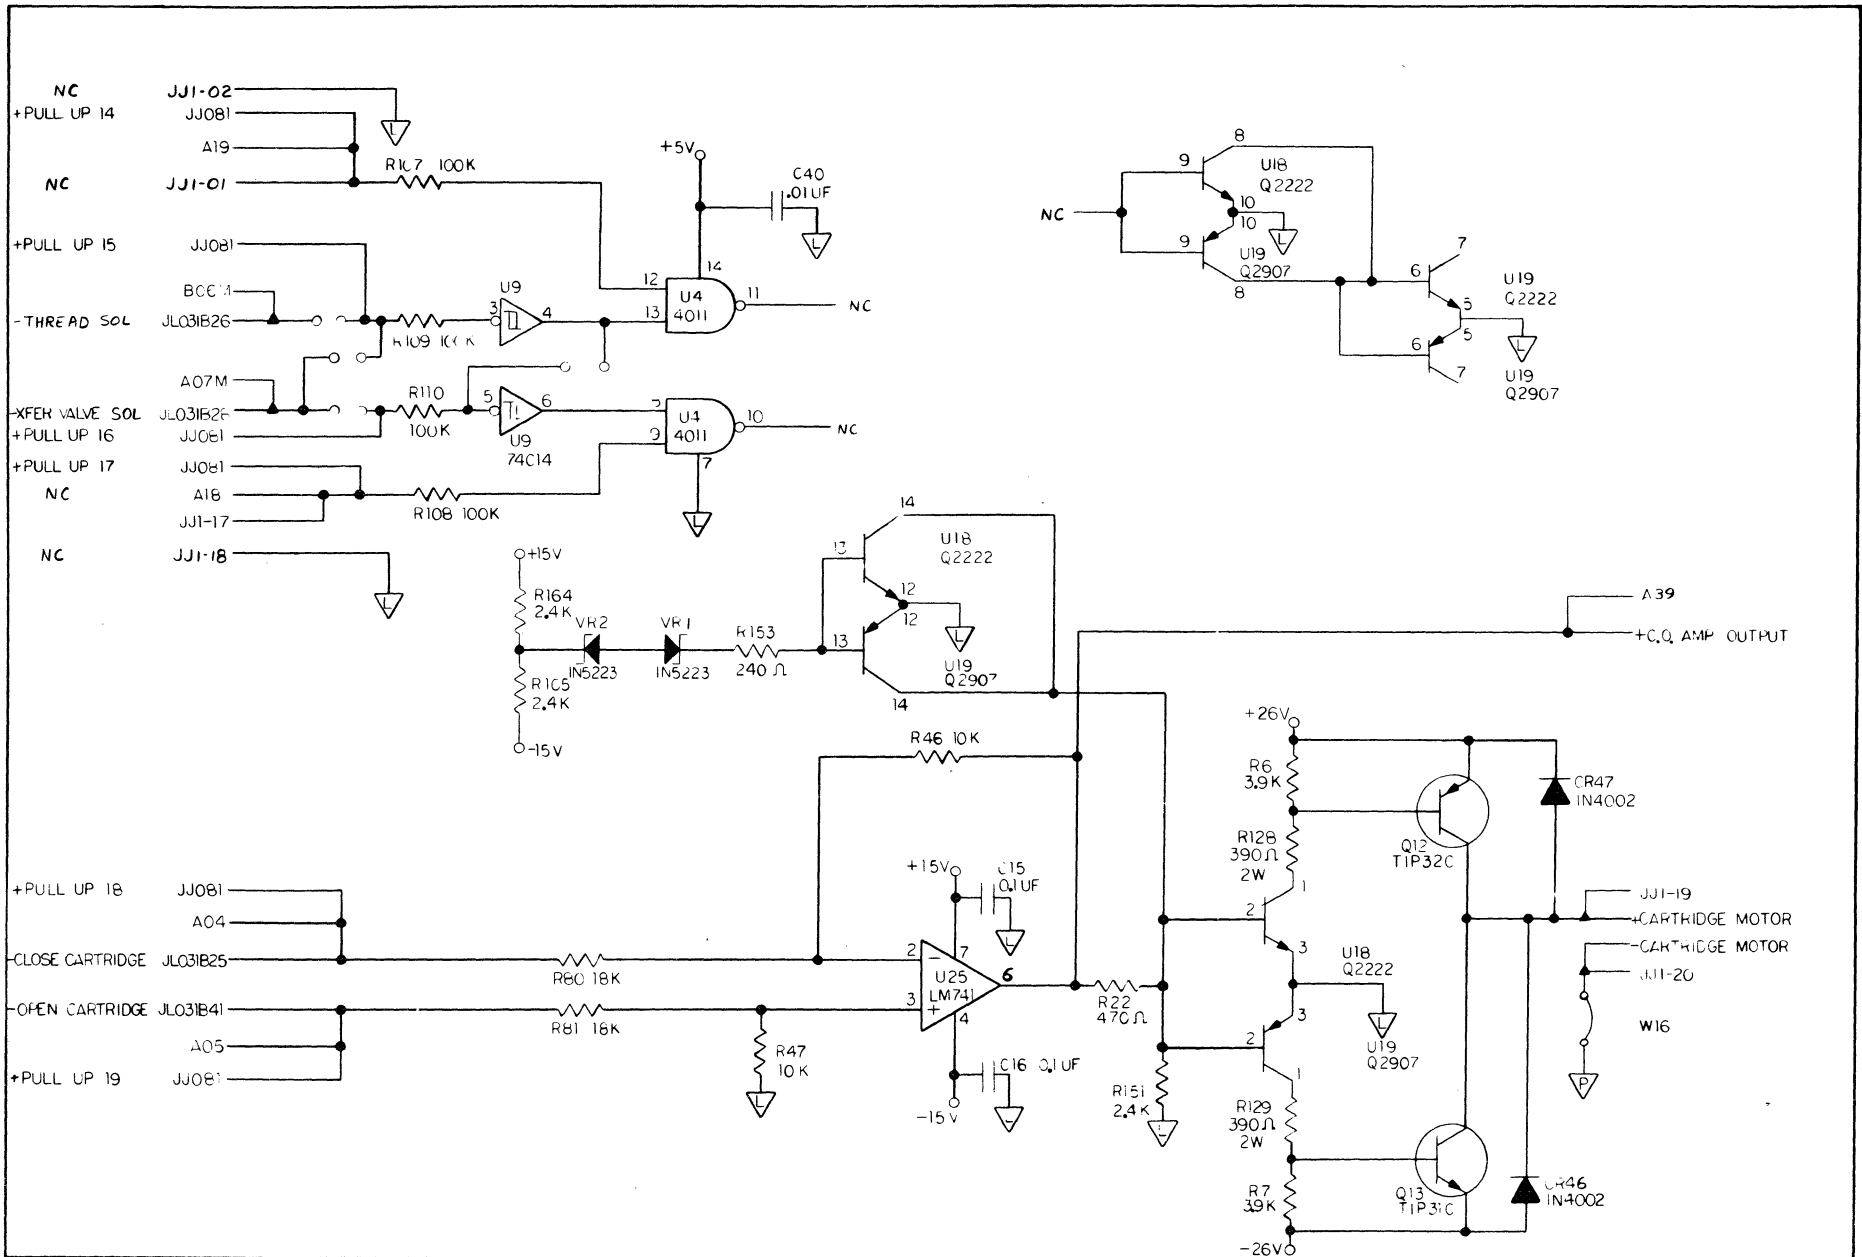 NC JJ1-02
+PULL UP 14 JJ081
A19
NC JJ1-01
R107 100K
L
+5V
C40
.01UF
L
+PULL UP 15 JJ081
-THREAD SOL JL031B26
R109
U9
3 4
12 14
13
U4
4011
11 NC
A07M
-XFER VALVE SOL JL031B28
+PULL UP 16 JJ081
R110
100K
5 6
U9
74C14
9
U4
4011
10 NC
7
L
+PULL UP 17 JJ081
NC A18
JJ1-17
R108 100K
NC JJ1-18
L
NC
9 8
U18
Q2222
10
10
L
9
U19
Q2907
8
6 7
U19
Q2222
5
5
L
6
7
U19
Q2907
+15V
R164
2.4K
VR2
IN5223
VR1
IN5223
R153
240Ω
R165
2.4K
-15V
13 14
U18
Q2222
12
12
L
13
U19
Q2907
14
A39
+C.O. AMP OUTPUT
R46 10K
+PULL UP 18 JJ081
A04
-CLOSE CARTRIDGE JL031B25
R80 18K
-OPEN CARTRIDGE JL031B41
R81 18K
A05
+PULL UP 19 JJ081
R47
10K
L
+15V
C15
0.1UF
L
2 - 7
U25
LM741
6
3 + 4
C16 0.1UF
-15V
L
R22
470Ω
R151
2.4K
L
+26V
R6
3.9K
R128
390Ω
2W
1
2
3
U18
Q2222
L
3
2
U19
Q2907
1
R129
390Ω
2W
R7
3.9K
-26V
Q12
TIP32C
CR47
IN4002
Q13
TIP31C
CR46
IN4002
JJ1-19
+CARTRIDGE MOTOR
-CARTRIDGE MOTOR
JJ1-20
W16
P